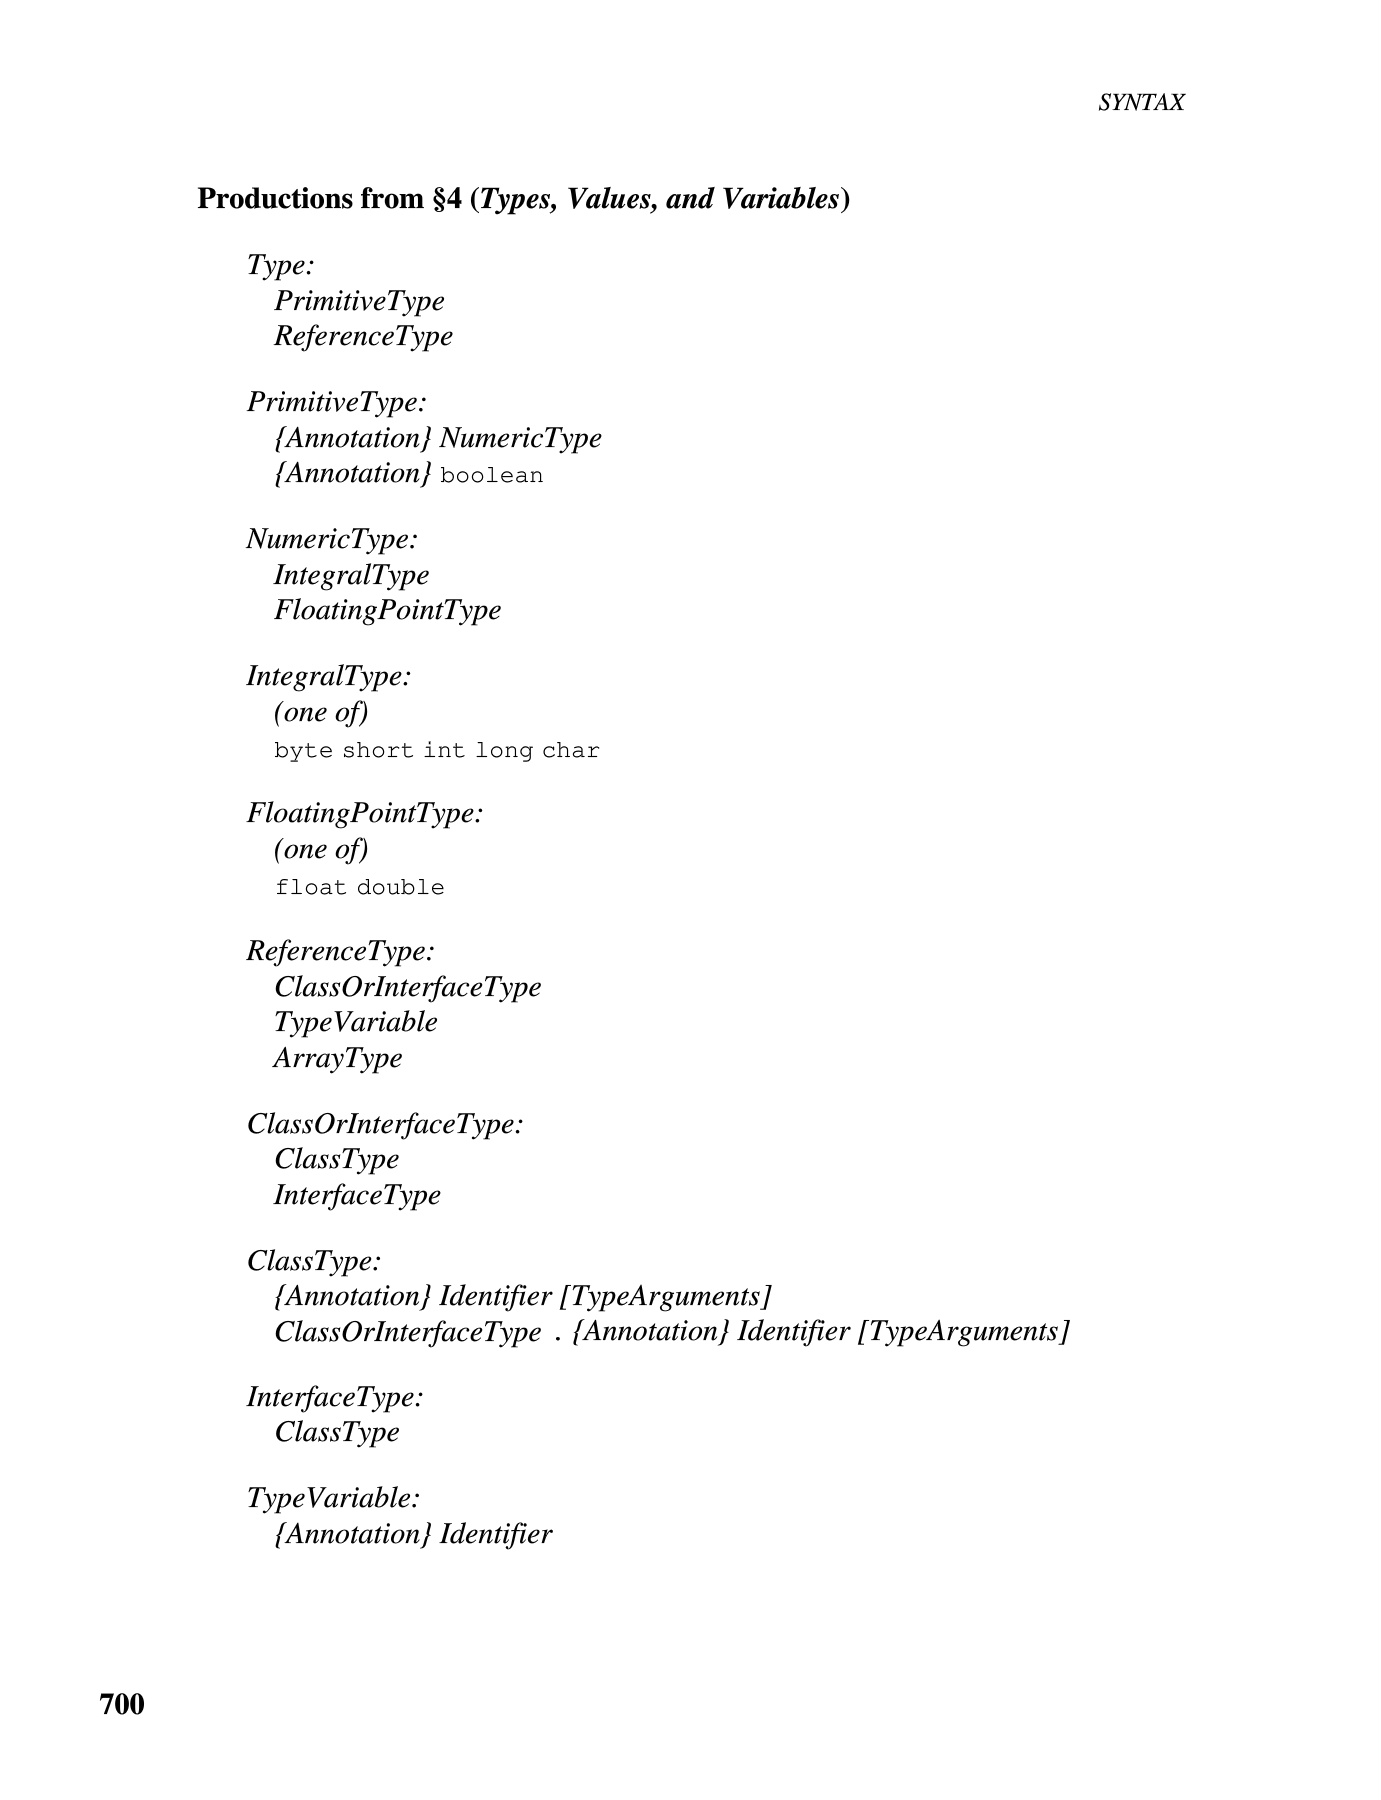 SYNTAX
Productions from §4 (Types, Values, and Variables)
Type:
PrimitiveType
ReferenceType
PrimitiveType:
{Annotation} NumericType
{Annotation} boolean
NumericType:
IntegralType
FloatingPointType
IntegralType:
(one of)
byte short int long char
FloatingPointType:
(one of)
float double
ReferenceType:
ClassOrInterfaceType
TypeVariable
ArrayType
ClassOrInterfaceType:
ClassType
InterfaceType
ClassType:
{Annotation} Identifier [TypeArguments]
ClassOrInterfaceType . {Annotation} Identifier [TypeArguments]
InterfaceType:
ClassType
TypeVariable:
{Annotation} Identifier
700